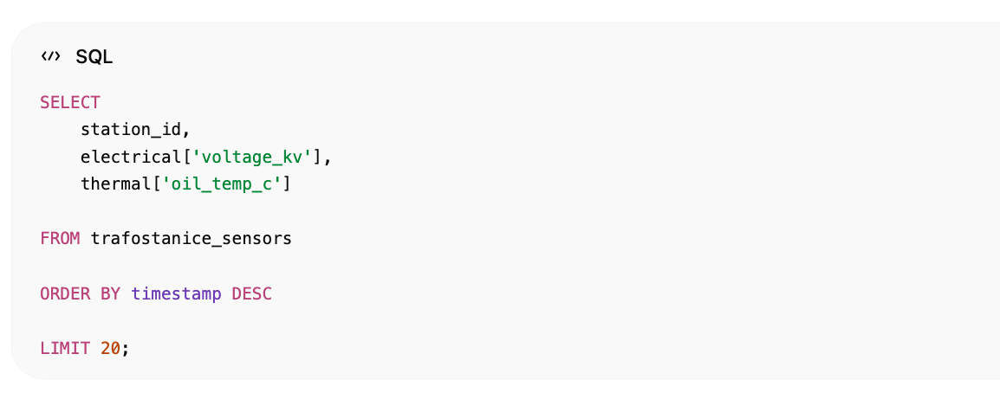 </> SQL
SELECT
    station_id,
    electrical['voltage_kv'],
    thermal['oil_temp_c']
FROM trafostanice_sensors
ORDER BY timestamp DESC
LIMIT 20;